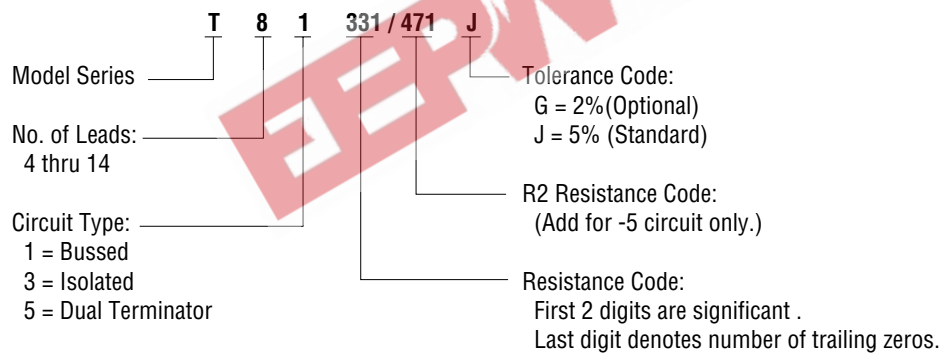 T 8 1 331 / 471 J
Model Series
No. of Leads:
4 thru 14
Circuit Type:
1 = Bussed
3 = Isolated
5 = Dual Terminator
Tolerance Code:
G = 2%(Optional)
J = 5% (Standard)
R2 Resistance Code:
(Add for -5 circuit only.)
Resistance Code:
First 2 digits are significant .
Last digit denotes number of trailing zeros.
EEPW